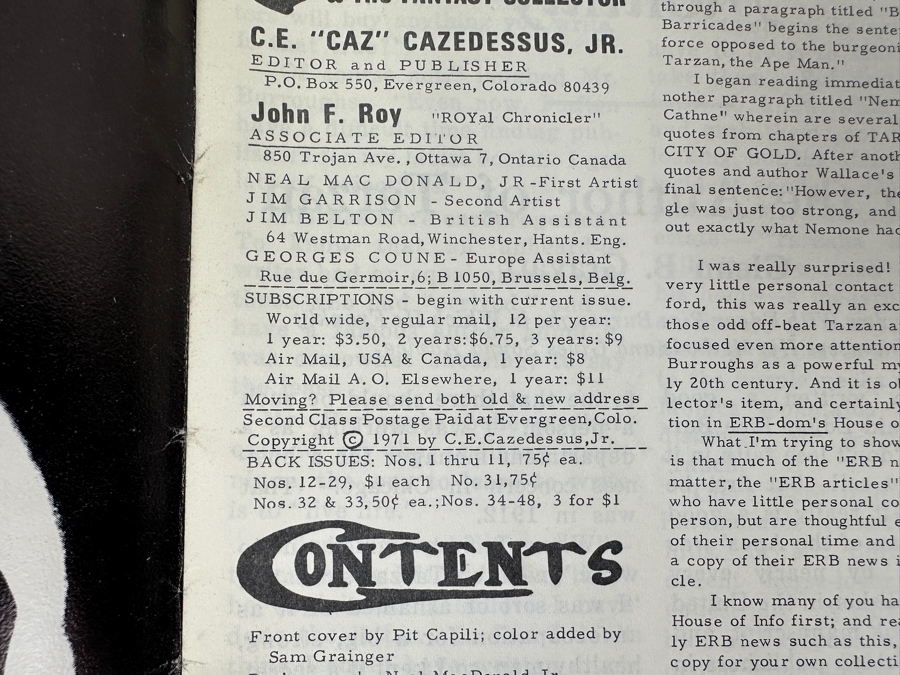 & THE FANTASY COLLECTOR
C.E. "CAZ" CAZEDESSUS, JR.
EDITOR and PUBLISHER
P.O. Box 550, Evergreen, Colorado 80439
John F. Roy "ROYal Chronicler"
ASSOCIATE EDITOR
850 Trojan Ave., Ottawa 7, Ontario Canada
NEAL MAC DONALD, JR -First Artist
JIM GARRISON - Second Artist
JIM BELTON - British Assistant
64 Westman Road, Winchester, Hants. Eng.
GEORGES COUNE- Europe Assistant
Rue due Germoir,6; B 1050, Brussels, Belg.
SUBSCRIPTIONS - begin with current issue.
World wide, regular mail, 12 per year:
1 year: $3.50, 2 years:$6.75, 3 years: $9
Air Mail, USA & Canada, 1 year: $8
Air Mail A.O. Elsewhere, 1 year: $11
Moving? Please send both old & new address
Second Class Postage Paid at Evergreen,Colo.
Copyright © 1971 by C.E.Cazedessus,Jr.
BACK ISSUES: Nos. 1 thru 11, 75¢ ea.
Nos. 12-29, $1 each No. 31,75¢
Nos. 32 & 33,50¢ ea.;Nos. 34-48, 3 for $1
CONTENTS
Front cover by Pit Capili; color added by
Sam Grainger
through a paragraph titled "B
Barricades" begins the sente
force opposed to the burgeoni
Tarzan, the Ape Man."
I began reading immediat
nother paragraph titled "Nem
Cathne" wherein are several
quotes from chapters of TAR
CITY OF GOLD. After anoth
quotes and author Wallace's
final sentence:"However, the
gle was just too strong, and
out exactly what Nemone had
I was really surprised!
very little personal contact
ford, this was really an exc
those odd off-beat Tarzan a
focused even more attention
Burroughs as a powerful my
ly 20th century. And it is ob
lector's item, and certainly
tion in ERB-dom's House o
What I'm trying to show
is that much of the "ERB n
matter, the "ERB articles"
who have little personal co
person, but are thoughtful e
of their personal time and
a copy of their ERB news i
cle.
I know many of you ha
House of Info first; and rea
ly ERB news such as this,
copy for your own collecti